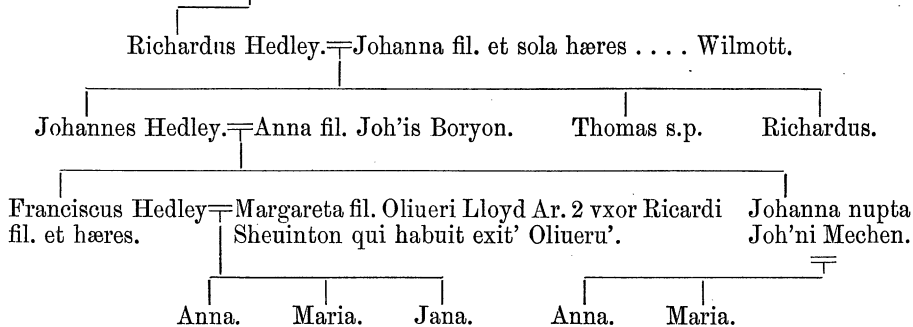 Richardus Hedley. Johanna fil. et sola hæres . . . . Wilmott.
Johannes Hedley. Anna fil. Joh'is Boryon. Thomas s.p. Richardus.
Franciscus Hedley Margareta fil. Oliueri Lloyd Ar. 2 vxor Ricardi Johanna nupta
fil. et hæres. Sheuinton qui habuit exit' Oliueru'. Joh'ni Mechen.
Anna. Maria. Jana. Anna. Maria.